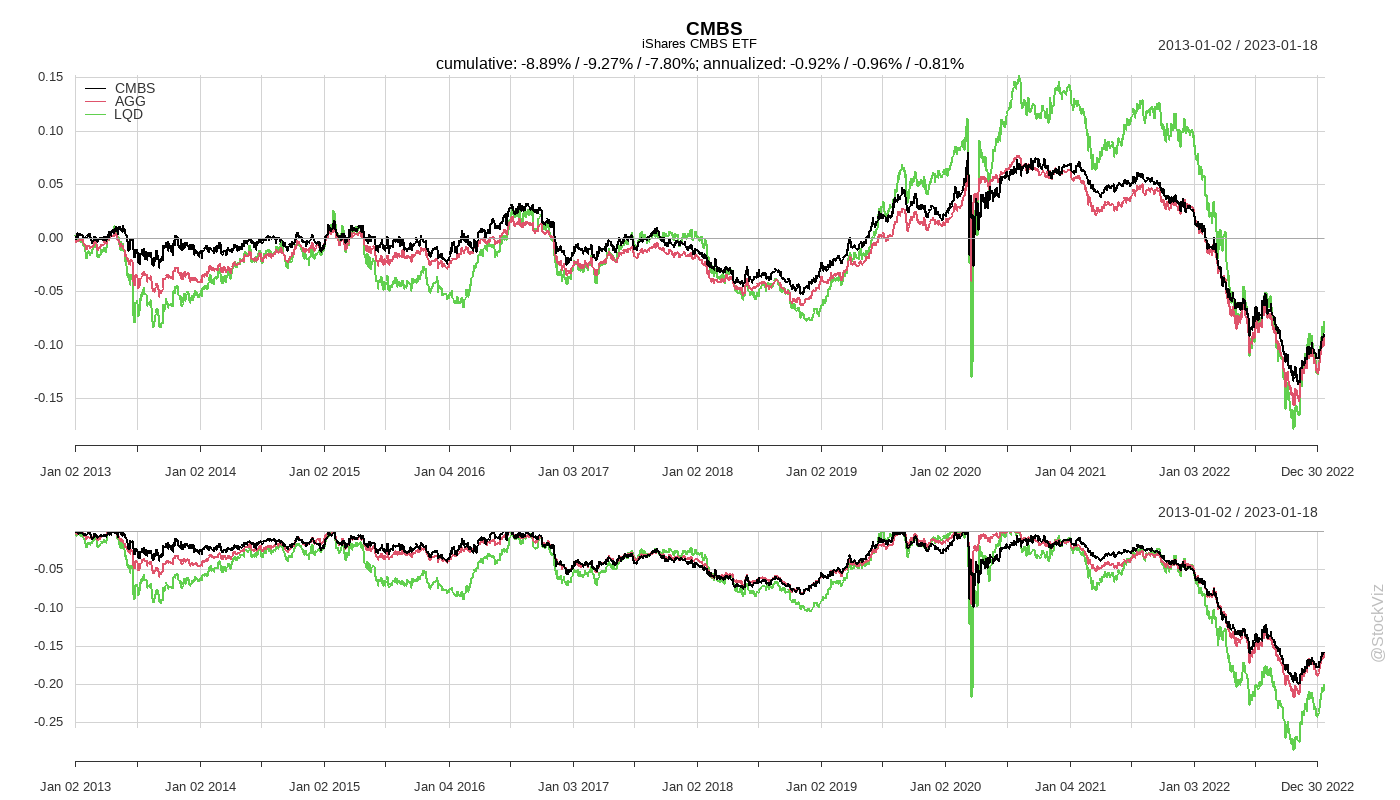 CMBS
iShares CMBS ETF
2013-01-02 / 2023-01-18
cumulative: -8.89% / -9.27% / -7.80%; annualized: -0.92% / -0.96% / -0.81%
0.15
CMBS
AGG
LQD
0.10
0.05
0.00
-0.05
-0.10
-0.15
Jan 02 2013 Jan 02 2014 Jan 02 2015 Jan 04 2016 Jan 03 2017 Jan 02 2018 Jan 02 2019 Jan 02 2020 Jan 04 2021 Jan 03 2022 Dec 30 2022
2013-01-02 / 2023-01-18
-0.05
-0.10
-0.15
-0.20
-0.25
@StockViz
Jan 02 2013 Jan 02 2014 Jan 02 2015 Jan 04 2016 Jan 03 2017 Jan 02 2018 Jan 02 2019 Jan 02 2020 Jan 04 2021 Jan 03 2022 Dec 30 2022